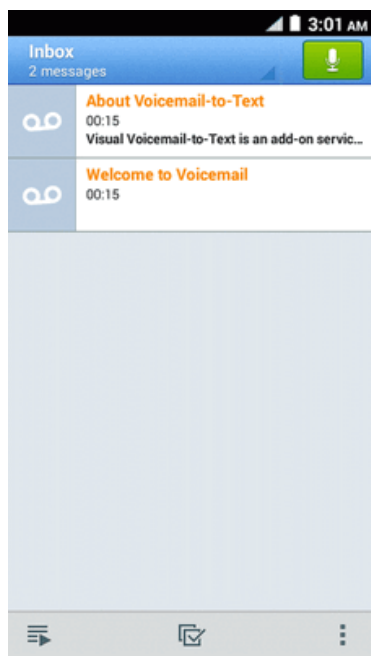 3:01 AM
Inbox
2 messages
About Voicemail-to-Text
00:15
Visual Voicemail-to-Text is an add-on servic...
Welcome to Voicemail
00:15